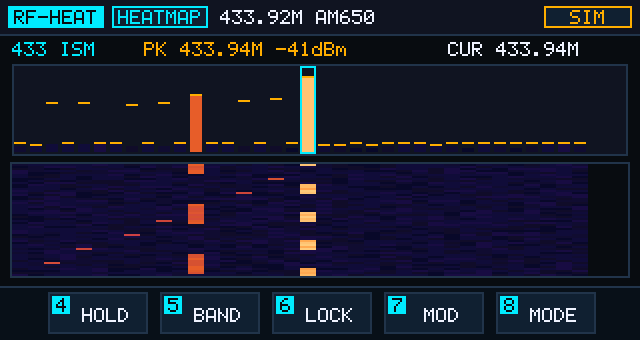 RF-HEAT HEATMAP 433.92M AM650 SIM
433 ISM PK 433.94M -41dBm CUR 433.94M
4 HOLD 5 BAND 6 LOCK 7 MOD 8 MODE